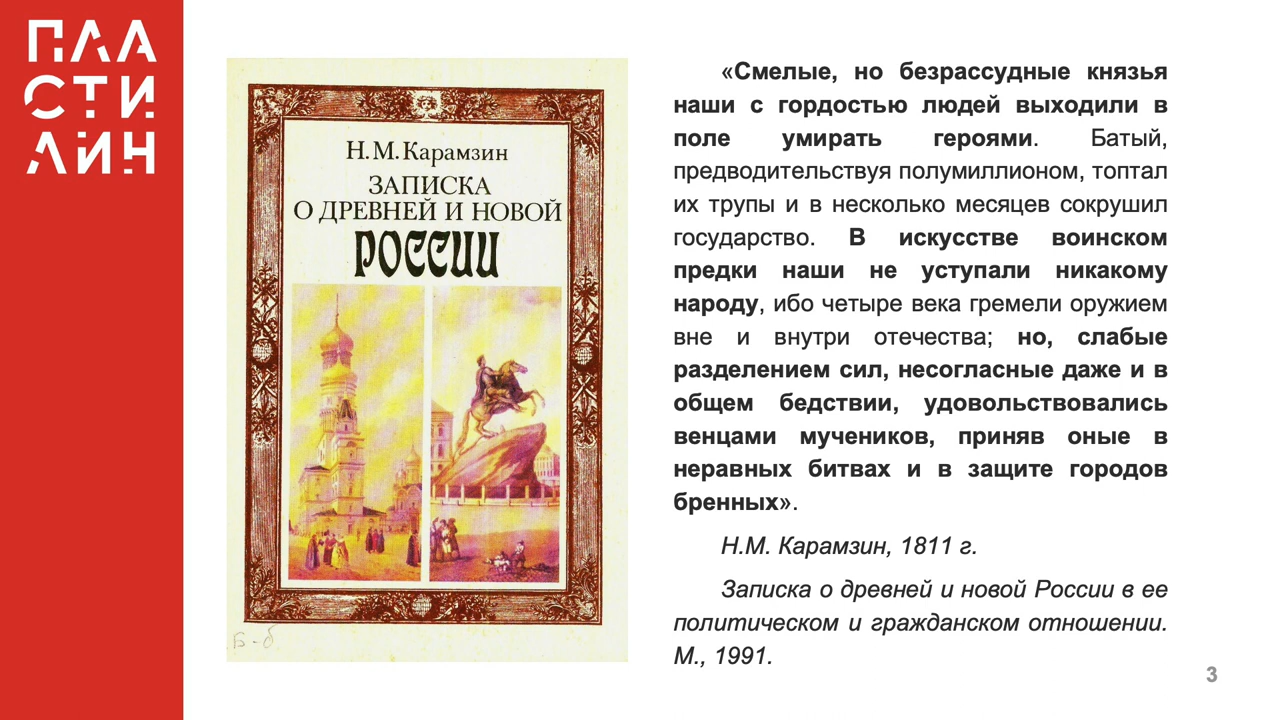 ПЛА
СТИ
ЛИН
Н. М. Карамзин
ЗАПИСКА
О ДРЕВНЕЙ И НОВОЙ
РОССИИ
Б-б
«Смелые, но безрассудные князья
наши с гордостью людей выходили в
поле умирать героями. Батый,
предводительствуя полумиллионом, топтал
их трупы и в несколько месяцев сокрушил
государство. В искусстве воинском
предки наши не уступали никакому
народу, ибо четыре века гремели оружием
вне и внутри отечества; но, слабые
разделением сил, несогласные даже и в
общем бедствии, удовольствовались
венцами мучеников, приняв оные в
неравных битвах и в защите городов
бренных».
Н.М. Карамзин, 1811 г.
Записка о древней и новой России в ее
политическом и гражданском отношении.
М., 1991.
3